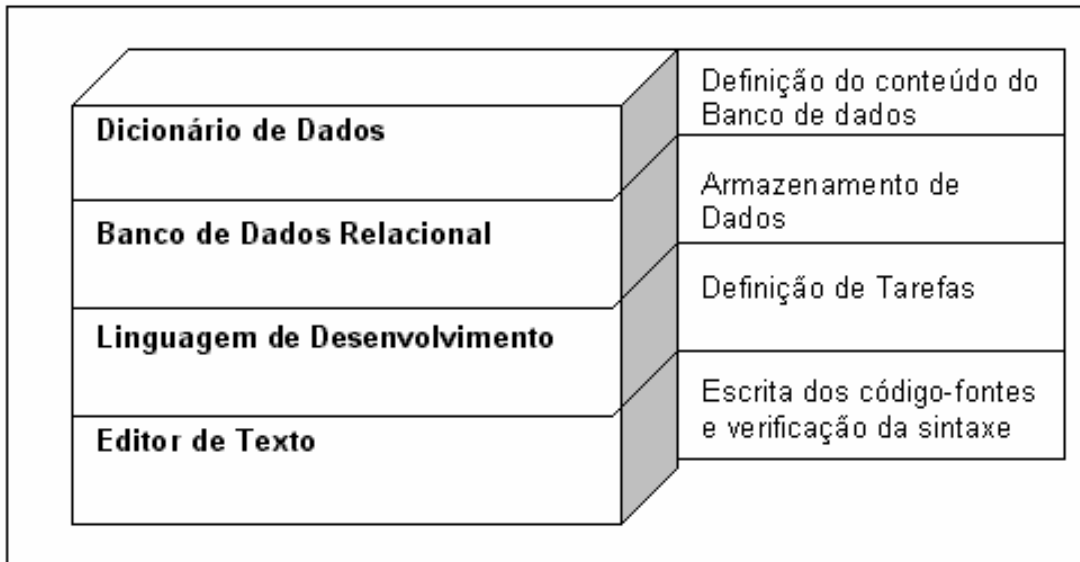 Dicionário de Dados
Definição do conteúdo do
Banco de dados
Banco de Dados Relacional
Armazenamento de
Dados
Linguagem de Desenvolvimento
Definição de Tarefas
Editor de Texto
Escrita dos código-fontes
e verificação da sintaxe